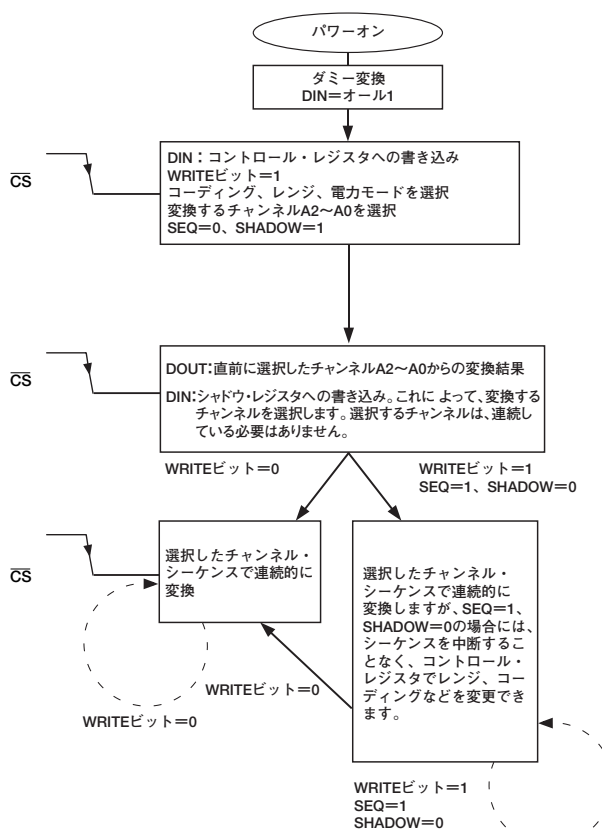 パワーオン
ダミー変換
DIN=オール1
CS
DIN：コントロール・レジスタへの書き込み
WRITEビット=1
コーディング、レンジ、電力モードを選択
変換するチャンネルA2～A0を選択
SEQ=0、SHADOW=1
CS
DOUT：直前に選択したチャンネルA2～A0からの変換結果
DIN：シャドウ・レジスタへの書き込み。これに よって、変換する
チャンネルを選択します。選択するチャンネルは、連続し
ている必要はありません。
WRITEビット=0
WRITEビット=1
SEQ=1、SHADOW=0
CS
選択したチャンネル・
シーケンスで連続的に
変換
選択したチャンネル・
シーケンスで連続的に
変換しますが、SEQ=1、
SHADOW=0の場合には、
シーケンスを中断するこ
となく、コントロール・
レジスタでレンジ、コー
ディングなどを変更でき
ます。
WRITEビット=0
WRITEビット=0
WRITEビット=1
SEQ=1
SHADOW=0